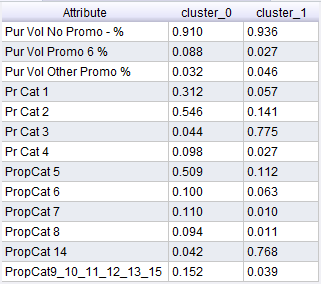 Attribute cluster_0 cluster_1
Pur Vol No Promo - % 0.910 0.936
Pur Vol Promo 6 % 0.088 0.027
Pur Vol Other Promo % 0.032 0.046
Pr Cat 1 0.312 0.057
Pr Cat 2 0.546 0.141
Pr Cat 3 0.044 0.775
Pr Cat 4 0.098 0.027
PropCat 5 0.509 0.112
PropCat 6 0.100 0.063
PropCat 7 0.110 0.010
PropCat 8 0.094 0.011
PropCat 14 0.042 0.768
PropCat9_10_11_12_13_15 0.152 0.039